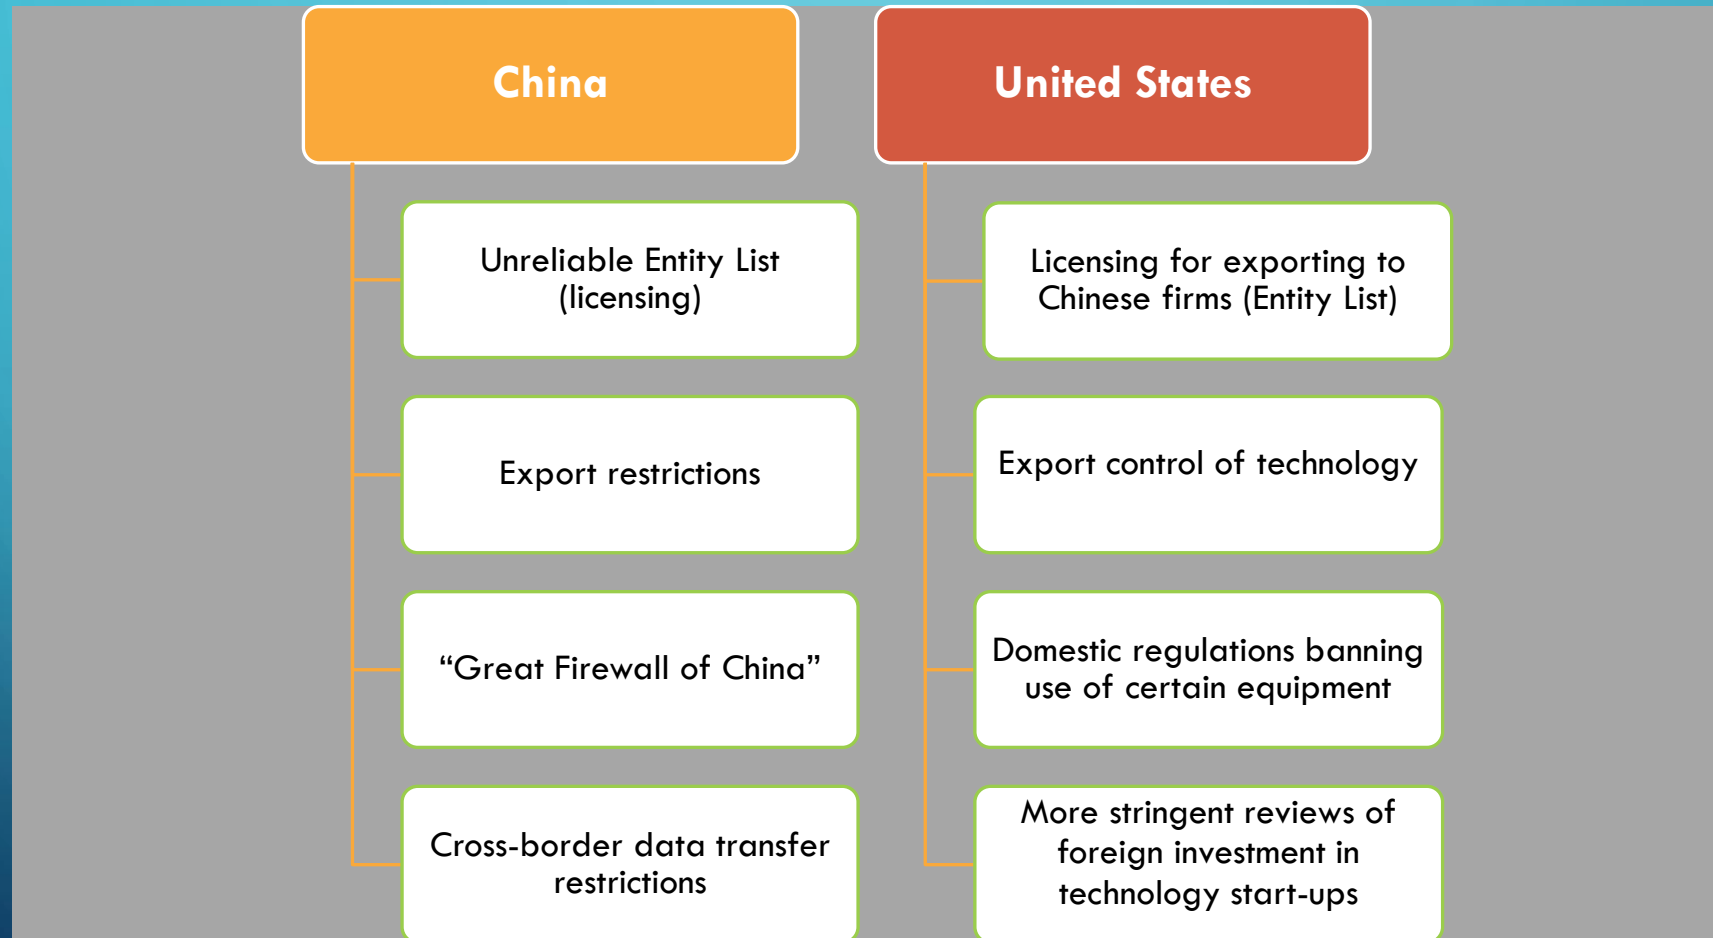 China
Unreliable Entity List
(licensing)
Export restrictions
“Great Firewall of China”
Cross-border data transfer
restrictions
United States
Licensing for exporting to
Chinese firms (Entity List)
Export control of technology
Domestic regulations banning
use of certain equipment
More stringent reviews of
foreign investment in
technology start-ups